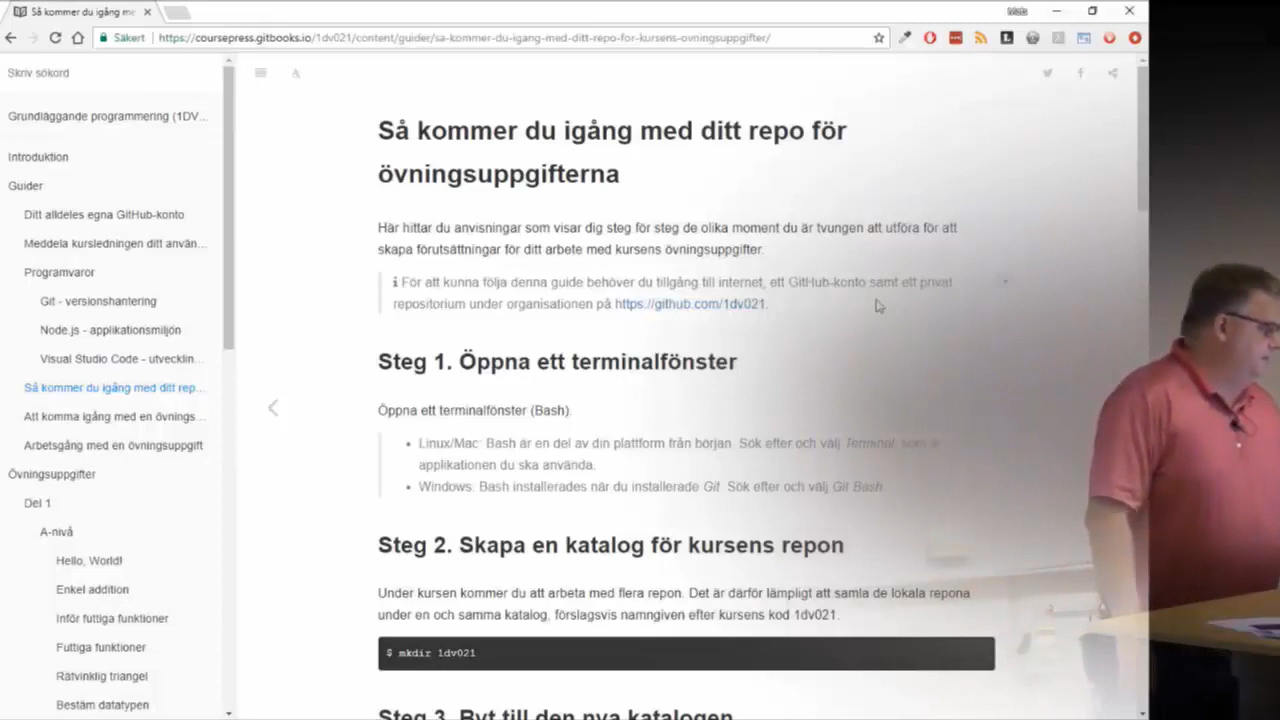 Så kommer du igång me
Mats
Säkert
https://coursepress.gitbooks.io/1dv021/content/guider/sa-kommer-du-igang-med-ditt-repo-for-kursens-ovningsuppgifter/
Skriv sökord
Grundläggande programmering (1DV...
Introduktion
Guider
Ditt alldeles egna GitHub-konto
Meddela kursledningen ditt använ...
Programvaror
Git - versionshantering
Node.js - applikationsmiljön
Visual Studio Code - utvecklin...
Så kommer du igång med ditt rep...
Att komma igång med en övnings...
Arbetsgång med en övningsuppgift
Övningsuppgifter
Del 1
A-nivå
Hello, World!
Enkel addition
Inför futtiga funktioner
Futtiga funktioner
Rätvinklig triangel
Bestäm datatypen
Så kommer du igång med ditt repo för
övningsuppgifterna
Här hittar du anvisningar som visar dig steg för steg de olika moment du är tvungen att utföra för att
skapa förutsättningar för ditt arbete med kursens övningsuppgifter.
För att kunna följa denna guide behöver du tillgång till internet, ett GitHub-konto samt ett privat
repositorium under organisationen på https://github.com/1dv021.
Steg 1. Öppna ett terminalfönster
Öppna ett terminalfönster (Bash).
• Linux/Mac: Bash är en del av din plattform från början. Sök efter och välj Terminal, som är
applikationen du ska använda.
• Windows: Bash installerades när du installerade Git. Sök efter och välj Git Bash.
Steg 2. Skapa en katalog för kursens repon
Under kursen kommer du att arbeta med flera repon. Det är därför lämpligt att samla de lokala repona
under en och samma katalog, förslagsvis namngiven efter kursens kod 1dv021.
$ mkdir 1dv021
Steg 3. Byt till den nya katalogen